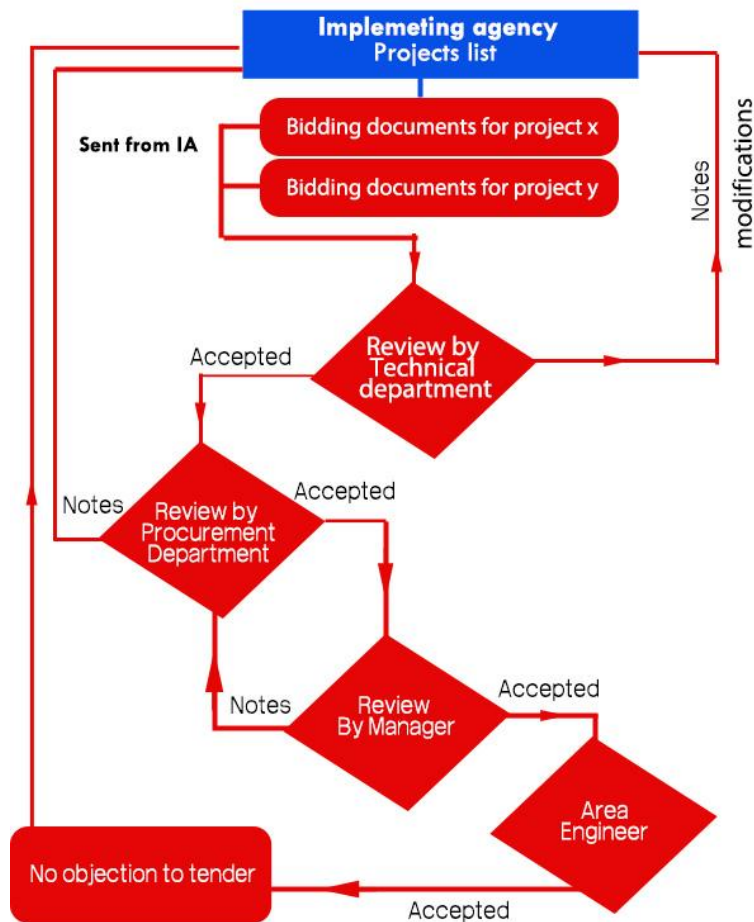 Implemeting agency
Projects list
Bidding documents for project x
Sent from IA
Bidding documents for project y
Notes
modifications
Review by
Technical
department
Accepted
Notes
Accepted
Review by
Procurement
Department
Notes
Accepted
Review
By Manager
Area
Engineer
No objection to tender
Accepted